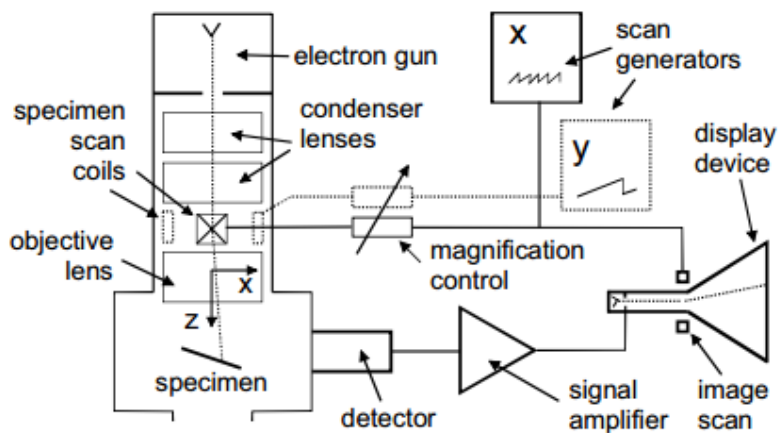 electron gun
specimen
scan
coils
condenser
lenses
objective
lens
x
z
specimen
detector
signal
amplifier
magnification
control
x
scan
generators
y
display
device
image
scan